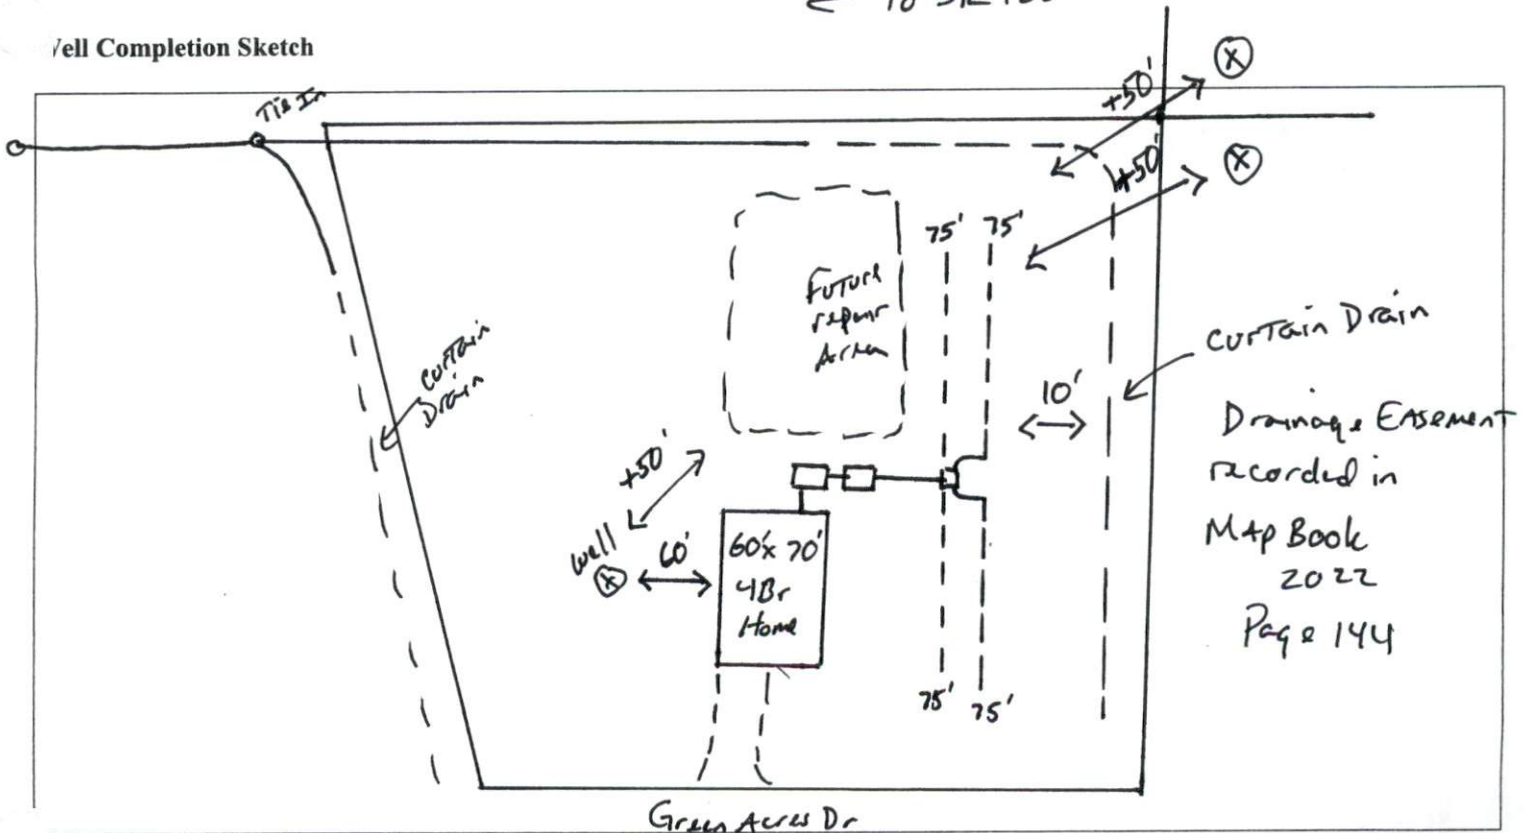 Well Completion Sketch
Tie In
+50'
+50'
75' 75'
Future
repair
Area
Curtain
Drain
Curtain Drain
10'
Drainage Easement
recorded in
Map Book
2022
Page 144
+50'
Well
60'
60' x 70'
4Br
Home
75' 75'
Green Acres Dr